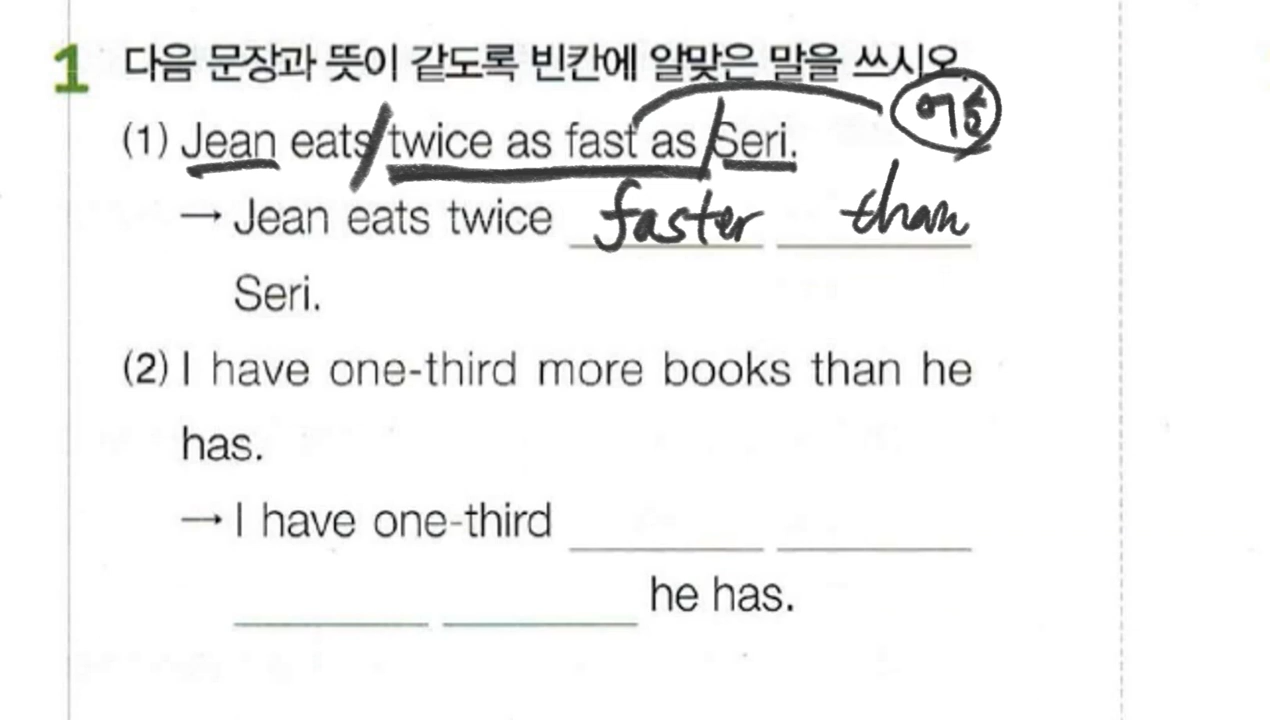 1 다음 문장과 뜻이 같도록 빈칸에 알맞은 말을 쓰시오.
(1) Jean eats / twice as fast as / Seri.
→ Jean eats twice faster than
Seri.
(2) I have one-third more books than he
has.
→ I have one-third
he has.